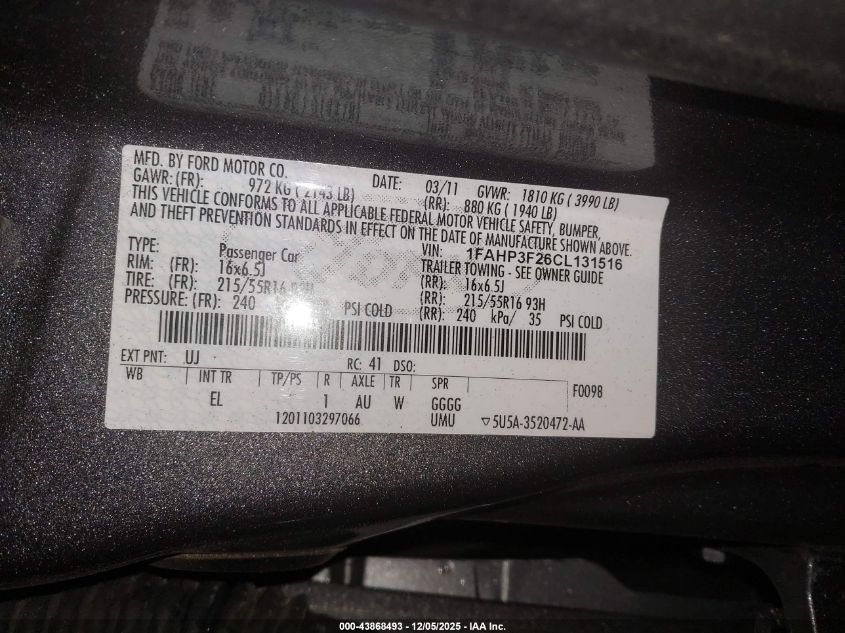 MFD. BY FORD MOTOR CO. DATE: 03/11 GVWR: 1810 KG ( 3990 LB)
GAWR: (FR): 972 KG ( 2143 LB) (RR): 880 KG ( 1940 LB)
THIS VEHICLE CONFORMS TO ALL APPLICABLE FEDERAL MOTOR VEHICLE SAFETY, BUMPER,
AND THEFT PREVENTION STANDARDS IN EFFECT ON THE DATE OF MANUFACTURE SHOWN ABOVE.
TYPE: Passenger Car VIN: 1FAHP3F26CL131516
TRAILER TOWING - SEE OWNER GUIDE
RIM: (FR): 16x6.5J (RR): 16x6.5J
TIRE: (FR): 215/55R16 93H (RR): 215/55R16 93H
PRESSURE: (FR): 240 PSI COLD (RR): 240 kPa/ 35 PSI COLD
EXT PNT: UJ RC: 41 DSO:
WB INT TR TP/PS R AXLE TR SPR F0098
EL 1 AU W GGGG
1201103297066 UMU ▽5U5A-3520472-AA
000-43868493 - 12/05/2025 - IAA Inc.